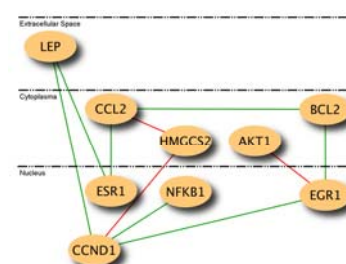 Extracellular Space
LEP
Cytoplasma
CCL2
BCL2
HMGCS2
AKT1
Nucleus
ESR1
NFKB1
EGR1
CCND1